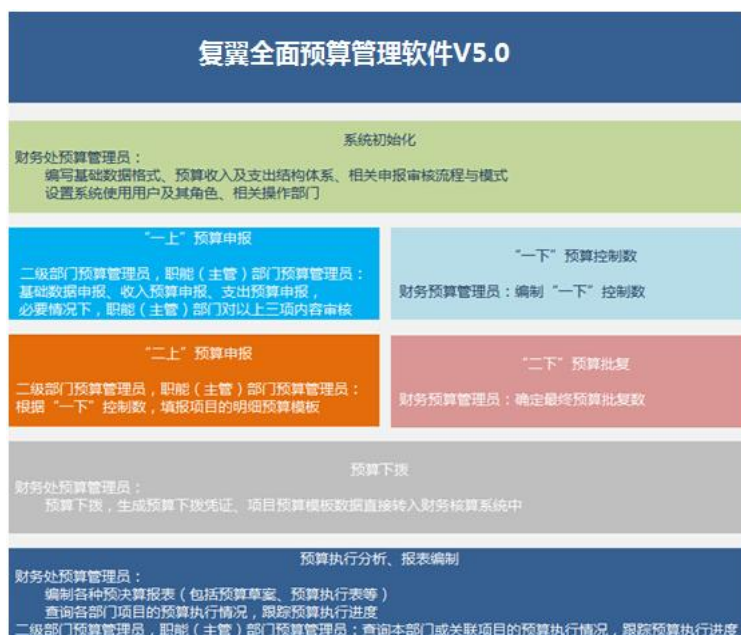 复翼全面预算管理软件V5.0
系统初始化
财务处预算管理员：
编写基础数据格式、预算收入及支出结构体系、相关申报审核流程与模式
设置系统使用用户及其角色、相关操作部门
“一上”预算申报
二级部门预算管理员，职能（主管）部门预算管理员：
基础数据申报、收入预算申报、支出预算申报，
必要情况下，职能（主管）部门对以上三项内容审核
“一下”预算控制数
财务预算管理员：编制“一下”控制数
“二上”预算申报
二级部门预算管理员，职能（主管）部门预算管理员：
根据“一下”控制数，填报项目的明细预算模板
“二下”预算批复
财务预算管理员：确定最终预算批复数
预算下拨
财务处预算管理员：
预算下拨，生成预算下拨凭证、项目预算模板数据直接转入财务核算系统中
预算执行分析、报表编制
财务处预算管理员：
编制各种预决算报表（包括预算草案、预算执行表等）
查询各部门项目的预算执行情况，跟踪预算执行进度
二级部门预算管理员，职能（主管）部门预算管理员：查询本部门或关联项目的预算执行情况，跟踪预算执行进度